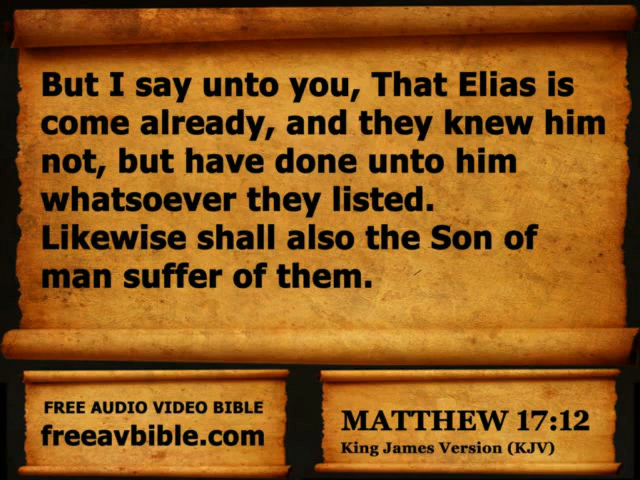 But I say unto you, That Elias is
come already, and they knew him
not, but have done unto him
whatsoever they listed.
Likewise shall also the Son of
man suffer of them.
FREE AUDIO VIDEO BIBLE
freeavbible.com
MATTHEW 17:12
King James Version (KJV)